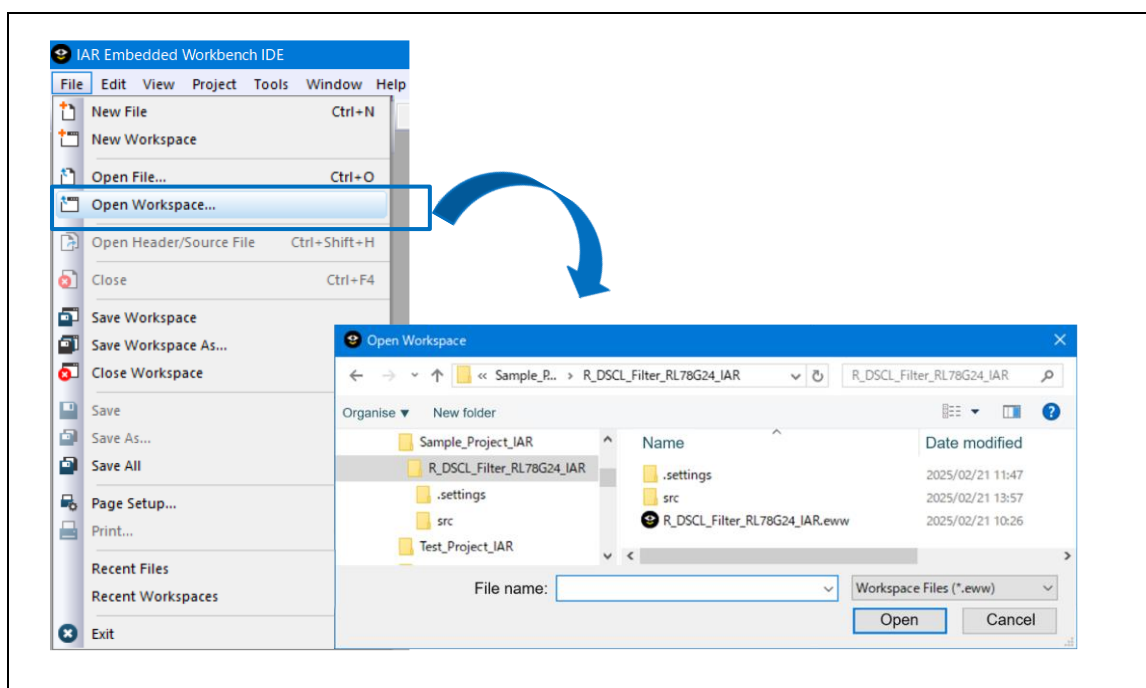 IAR Embedded Workbench IDE
File Edit View Project Tools Window Help
New File Ctrl+N
New Workspace
Open File... Ctrl+O
Open Workspace...
Open Header/Source File Ctrl+Shift+H
Close Ctrl+F4
Save Workspace
Save Workspace As...
Close Workspace
Save
Save As...
Save All
Page Setup...
Print...
Recent Files
Recent Workspaces
Exit
Open Workspace
« Sample_P... › R_DSCL_Filter_RL78G24_IAR
R_DSCL_Filter_RL78G24_IAR
Organise ▼ New folder
Sample_Project_IAR
R_DSCL_Filter_RL78G24_IAR
.settings
src
Test_Project_IAR
Name Date modified
.settings 2025/02/21 11:47
src 2025/02/21 13:57
R_DSCL_Filter_RL78G24_IAR.eww 2025/02/21 10:26
File name: Workspace Files (*.eww)
Open Cancel